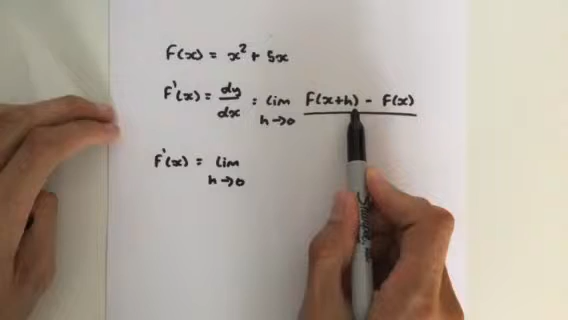 F(x) = x² + 5x
F'(x) = dy/dx = lim h→0 F(x+h) - F(x)
F'(x) = lim h→0